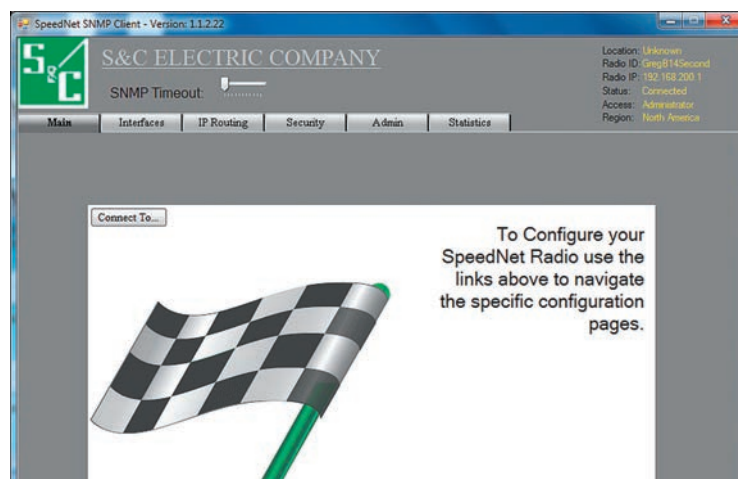 SpeedNet SNMP Client - Version: 1.1.2.22
S&C
S&C ELECTRIC COMPANY
SNMP Timeout:
Location: Unknown
Radio ID: GregB14Second
Radio IP: 192.168.200.1
Status: Connected
Access: Administrator
Region: North America
Main Interfaces IP Routing Security Admin Statistics
Connect To...
To Configure your
SpeedNet Radio use the
links above to navigate
the specific configuration
pages.